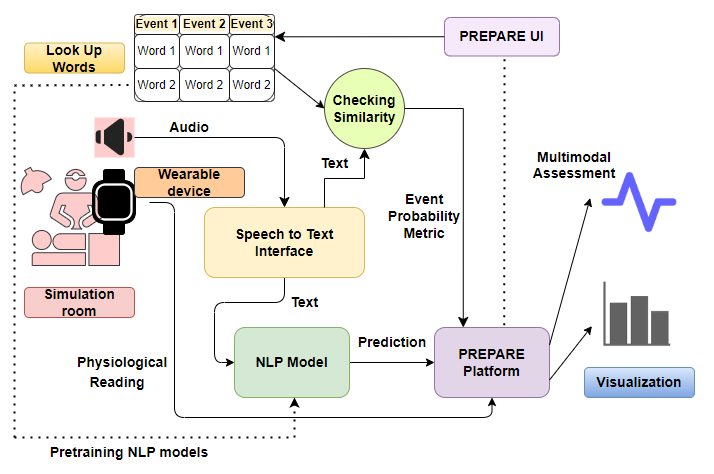 Event 1 Event 2 Event 3
Word 1 Word 1 Word 1
Word 2 Word 2 Word 2
PREPARE UI
Look Up
Words
Checking
Similarity
Audio
Text
Multimodal
Assessment
Wearable
device
Event
Probability
Metric
Speech to Text
Interface
Simulation
room
Text
Physiological
Reading
NLP Model
Prediction
PREPARE
Platform
Visualization
Pretraining NLP models